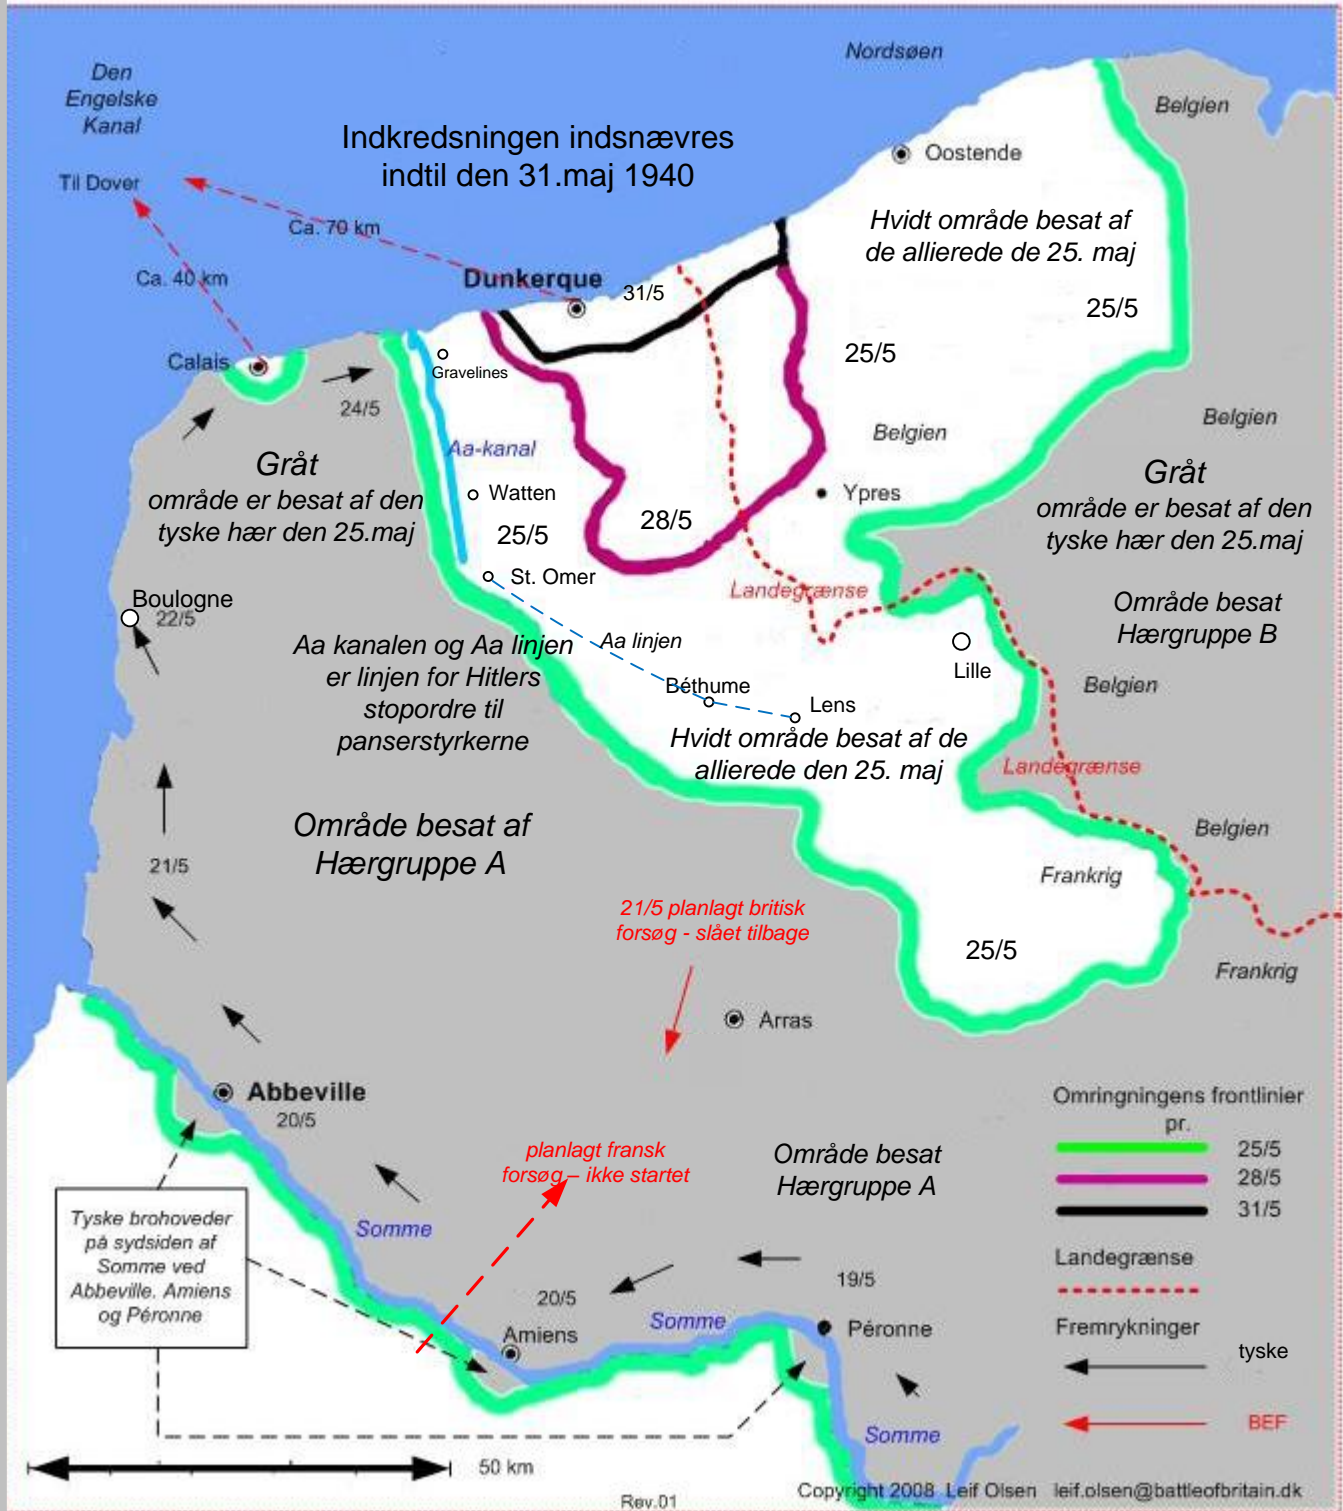 Nordsøen
Den
Engelske
Kanal
Belgien
Indkredsningen indsnævres
indtil den 31.maj 1940
Oostende
Til Dover
Ca. 70 km
Hvidt område besat af
de allierede de 25. maj
Ca. 40 km
Dunkerque
31/5
25/5
25/5
Calais
Gravelines
24/5
Belgien
Belgien
Aa-kanal
Gråt
område er besat af den
tyske hær den 25.maj
Gråt
område er besat af den
tyske hær den 25.maj
Watten
Ypres
28/5
25/5
St. Omer
Landegrænse
Boulogne
22/5
Område besat
Hærgruppe B
Aa kanalen og Aa linjen
er linjen for Hitlers
stopordre til
panserstyrkerne
Aa linjen
Lille
Béthume
Belgien
Lens
Hvidt område besat af de
allierede den 25. maj
Landegrænse
Område besat af
Hærgruppe A
Belgien
21/5
Frankrig
21/5 planlagt britisk
forsøg - slået tilbage
25/5
Frankrig
Arras
Abbeville
20/5
Omringningens frontlinier
pr.
25/5
28/5
31/5
planlagt fransk
forsøg – ikke startet
Område besat
Hærgruppe A
Tyske brohoveder
på sydsiden af
Somme ved
Abbeville. Amiens
og Péronne
Somme
Landegrænse
19/5
20/5
Somme
Péronne
Amiens
Fremrykninger
tyske
BEF
Somme
50 km
Rev.01
Copyright 2008 Leif Olsen leif.olsen@battleofbritain.dk